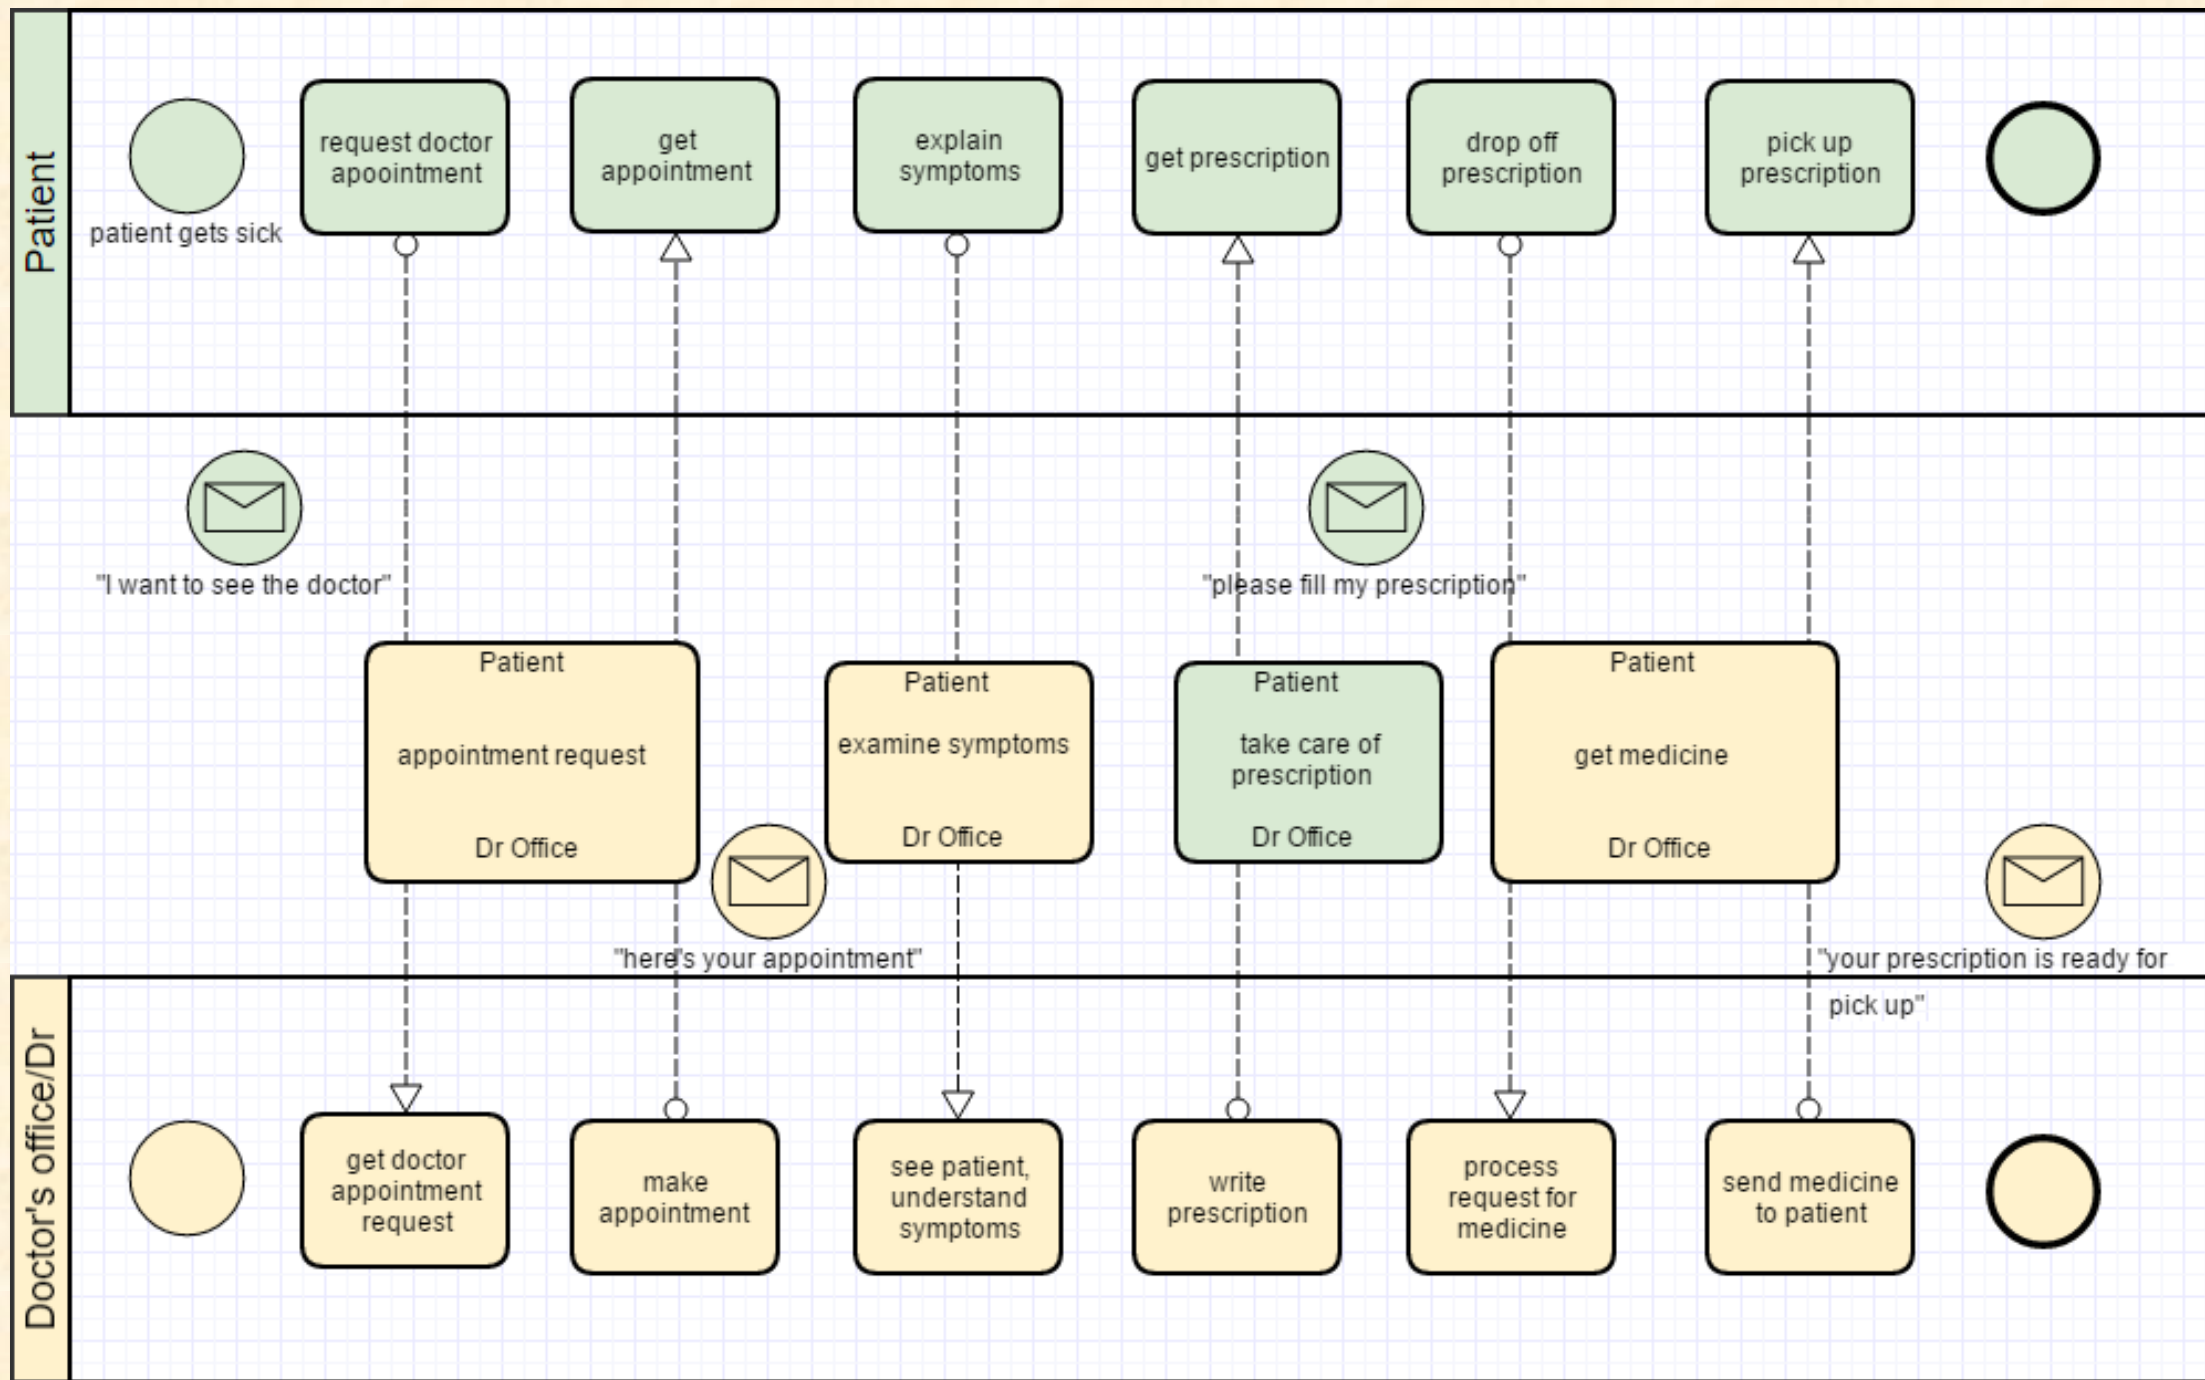 Patient
request doctor
apoointment
get
appointment
explain
symptoms
get prescription
drop off
prescription
pick up
prescription
patient gets sick
"I want to see the doctor"
"please fill my prescription"
Patient
appointment request
Dr Office
Patient
examine symptoms
Dr Office
Patient
take care of
prescription
Dr Office
Patient
get medicine
Dr Office
"here's your appointment"
"your prescription is ready for
pick up"
Doctor's office/Dr
get doctor
appointment
request
make
appointment
see patient,
understand
symptoms
write
prescription
process
request for
medicine
send medicine
to patient